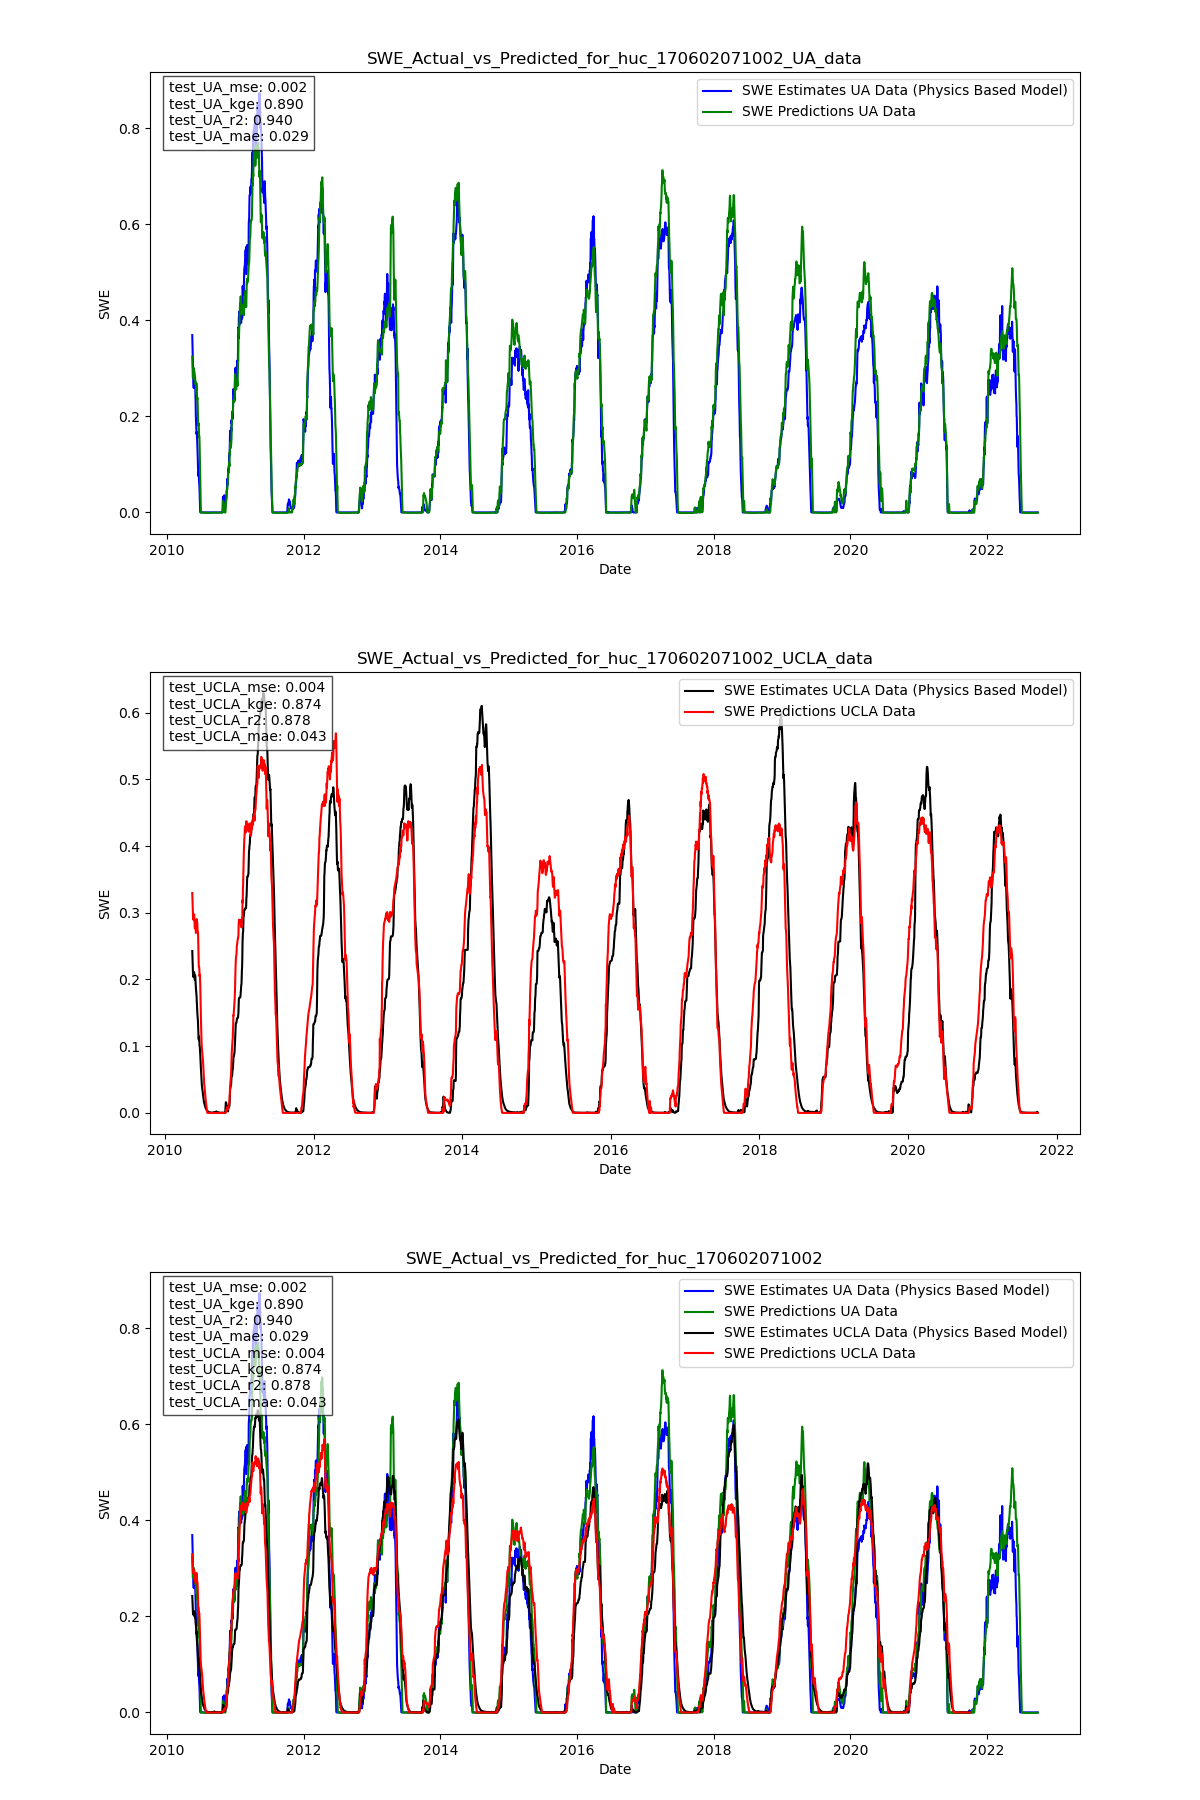 SWE_Actual_vs_Predicted_for_huc_170602071002_UA_data
test_UA_mse: 0.002
test_UA_kge: 0.890
test_UA_r2: 0.940
test_UA_mae: 0.029
SWE Estimates UA Data (Physics Based Model)
SWE Predictions UA Data
0.8
0.6
0.4
0.2
0.0
SWE
2010 2012 2014 2016 2018 2020 2022
Date
SWE_Actual_vs_Predicted_for_huc_170602071002_UCLA_data
test_UCLA_mse: 0.004
test_UCLA_kge: 0.874
test_UCLA_r2: 0.878
test_UCLA_mae: 0.043
SWE Estimates UCLA Data (Physics Based Model)
SWE Predictions UCLA Data
0.6
0.5
0.4
0.3
0.2
0.1
0.0
SWE
2010 2012 2014 2016 2018 2020 2022
Date
SWE_Actual_vs_Predicted_for_huc_170602071002
test_UA_mse: 0.002
test_UA_kge: 0.890
test_UA_r2: 0.940
test_UA_mae: 0.029
test_UCLA_mse: 0.004
test_UCLA_kge: 0.874
test_UCLA_r2: 0.878
test_UCLA_mae: 0.043
SWE Estimates UA Data (Physics Based Model)
SWE Predictions UA Data
SWE Estimates UCLA Data (Physics Based Model)
SWE Predictions UCLA Data
0.8
0.6
0.4
0.2
0.0
SWE
2010 2012 2014 2016 2018 2020 2022
Date